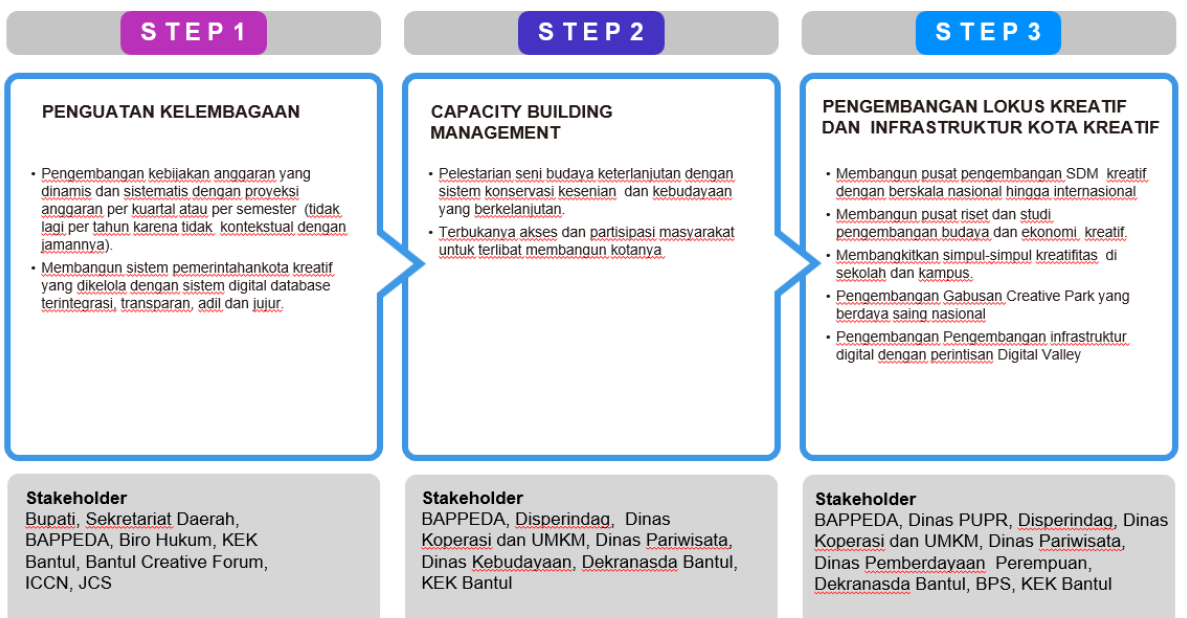 STEP 1
PENGUATAN KELEMBAGAAN
• Pengembangan kebijakan anggaran yang
dinamis dan sistematis dengan proyeksi
anggaran per kuartal atau per semester (tidak
lagi per tahun karena tidak kontekstual dengan
jamannya).
• Membangun sistem pemerintahankota kreatif
yang dikelola dengan sistem digital database
terintegrasi, transparan, adil dan jujur.
Stakeholder
Bupati, Sekretariat Daerah,
BAPPEDA, Biro Hukum, KEK
Bantul, Bantul Creative Forum,
ICCN, JCS
STEP 2
CAPACITY BUILDING
MANAGEMENT
• Pelestarian seni budaya keterlanjutan dengan
sistem konservasi kesenian dan kebudayaan
yang berkelanjutan.
• Terbukanya akses dan partisipasi masyarakat
untuk terlibat membangun kotanya
Stakeholder
BAPPEDA, Disperindag, Dinas
Koperasi dan UMKM, Dinas Pariwisata,
Dinas Kebudayaan, Dekranasda Bantul,
KEK Bantul
STEP 3
PENGEMBANGAN LOKUS KREATIF
DAN INFRASTRUKTUR KOTA KREATIF
• Membangun pusat pengembangan SDM kreatif
dengan berskala nasional hingga internasional
• Membangun pusat riset dan studi
pengembangan budaya dan ekonomi kreatif.
• Membangkitkan simpul-simpul kreatifitas di
sekolah dan kampus.
• Pengembangan Gabusan Creative Park yang
berdaya saing nasional
• Pengembangan Pengembangan infrastruktur
digital dengan perintisan Digital Valley
Stakeholder
BAPPEDA, Dinas PUPR, Disperindag, Dinas
Koperasi dan UMKM, Dinas Pariwisata,
Dinas Pemberdayaan Perempuan,
Dekranasda Bantul, BPS, KEK Bantul